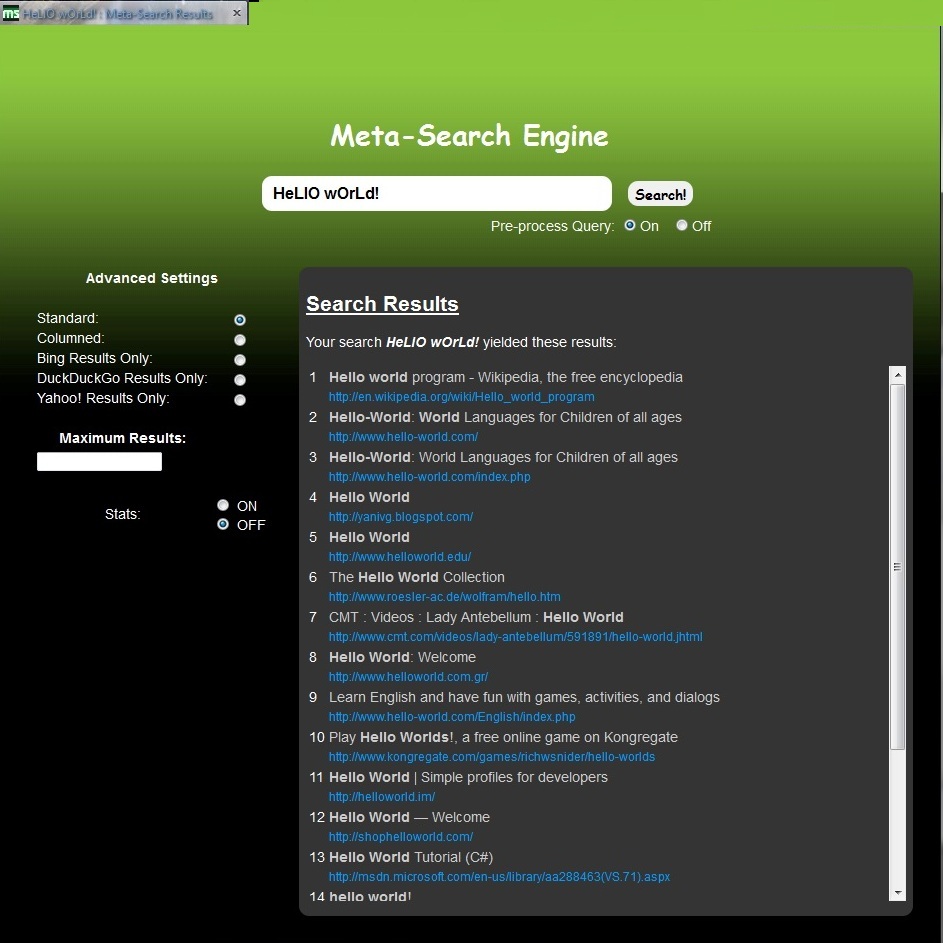 ms HeLlO wOrLd! : Meta-Search Results ×
Meta-Search Engine
HeLlO wOrLd! Search!
Pre-process Query: On Off
Advanced Settings
Standard:
Columned:
Bing Results Only:
DuckDuckGo Results Only:
Yahoo! Results Only:
Maximum Results:
Stats: ON
OFF
Search Results
Your search HeLlO wOrLd! yielded these results:
1 Hello world program - Wikipedia, the free encyclopedia
http://en.wikipedia.org/wiki/Hello_world_program
2 Hello-World: World Languages for Children of all ages
http://www.hello-world.com/
3 Hello-World: World Languages for Children of all ages
http://www.hello-world.com/index.php
4 Hello World
http://yanivg.blogspot.com/
5 Hello World
http://www.helloworld.edu/
6 The Hello World Collection
http://www.roesler-ac.de/wolfram/hello.htm
7 CMT : Videos : Lady Antebellum : Hello World
http://www.cmt.com/videos/lady-antebellum/591891/hello-world.jhtml
8 Hello World: Welcome
http://www.helloworld.com.gr/
9 Learn English and have fun with games, activities, and dialogs
http://www.hello-world.com/English/index.php
10 Play Hello Worlds!, a free online game on Kongregate
http://www.kongregate.com/games/richwsnider/hello-worlds
11 Hello World | Simple profiles for developers
http://helloworld.im/
12 Hello World — Welcome
http://shophelloworld.com/
13 Hello World Tutorial (C#)
http://msdn.microsoft.com/en-us/library/aa288463(VS.71).aspx
14 hello world!